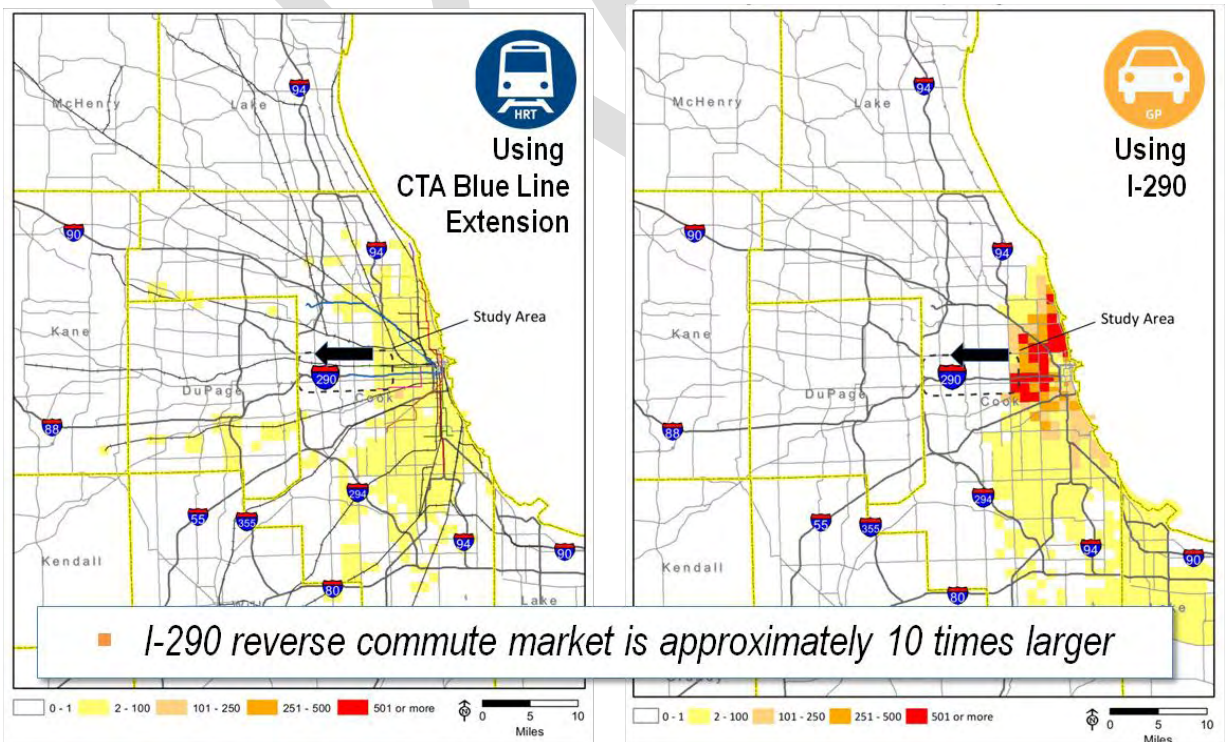 HRT
Using
CTA Blue Line
Extension
McHenry
Lake
94
90
94
Kane
Study Area
290
DuPage
Cook
88
294
55
355
94
90
Kendall
80
Lake
GP
Using
I-290
McHenry
Lake
94
90
94
Kane
Study Area
290
DuPage
Cook
88
294
55
355
94
90
Kendall
80
I-290 reverse commute market is approximately 10 times larger
0 - 1 2 - 100 101 - 250 251 - 500 501 or more
N
0 5 10
Miles
0 - 1 2 - 100 101 - 250 251 - 500 501 or more
N
0 5 10
Miles